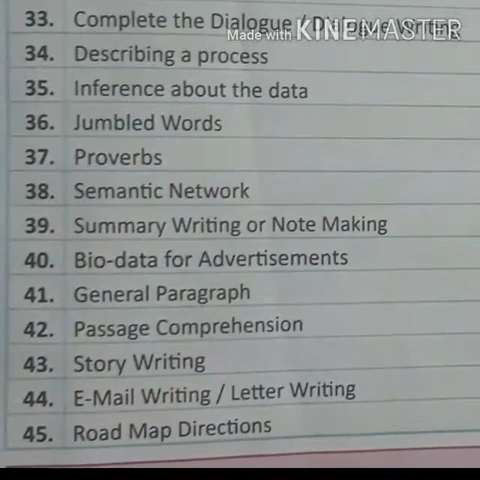 33. Complete the Dialogue / Dialogue Writing
Made with KINEMASTER
34. Describing a process
35. Inference about the data
36. Jumbled Words
37. Proverbs
38. Semantic Network
39. Summary Writing or Note Making
40. Bio-data for Advertisements
41. General Paragraph
42. Passage Comprehension
43. Story Writing
44. E-Mail Writing / Letter Writing
45. Road Map Directions